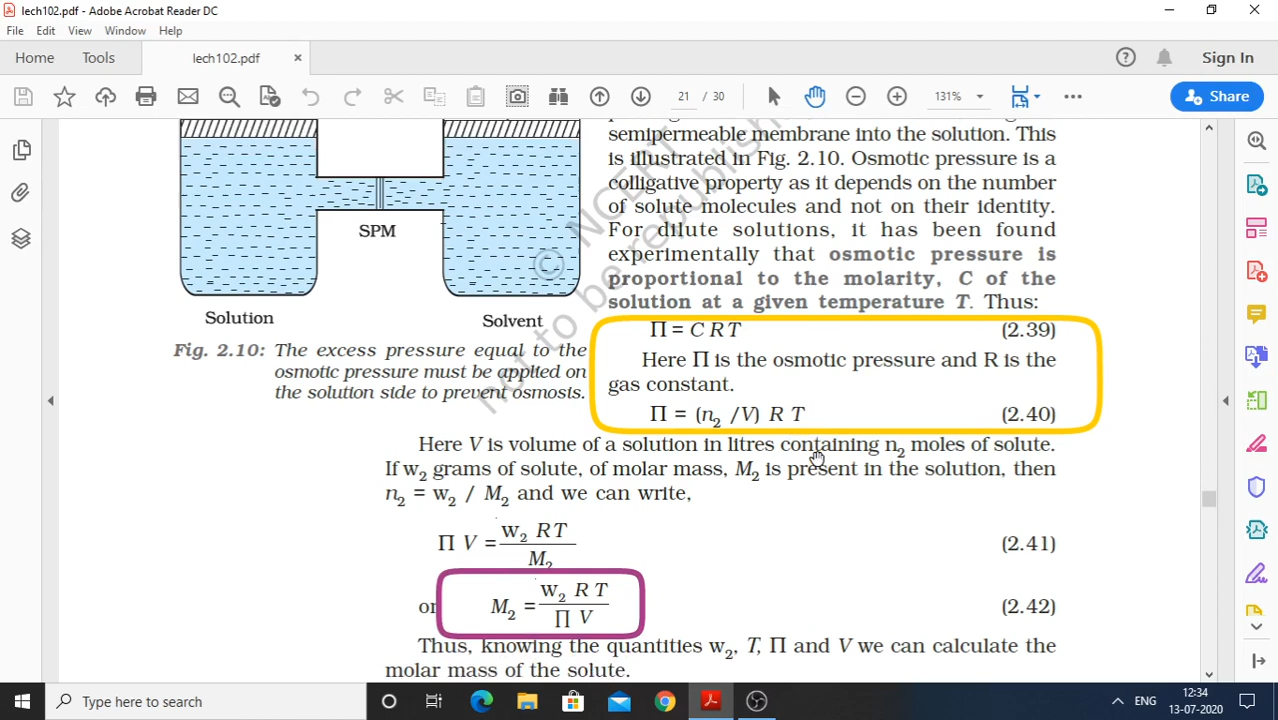 lech102.pdf - Adobe Acrobat Reader DC
File Edit View Window Help
Home Tools lech102.pdf × Sign In
21 / 30 131% Share
semipermeable membrane into the solution. This
is illustrated in Fig. 2.10. Osmotic pressure is a
colligative property as it depends on the number
of solute molecules and not on their identity.
For dilute solutions, it has been found
experimentally that osmotic pressure is
proportional to the molarity, C of the
solution at a given temperature T. Thus:
SPM
Solution
Solvent
Fig. 2.10: The excess pressure equal to the
osmotic pressure must be applied on
the solution side to prevent osmosis.
Π = C R T (2.39)
Here Π is the osmotic pressure and R is the
gas constant.
Π = (n₂ /V) R T (2.40)
© NCERT
not to be republish
Here V is volume of a solution in litres containing n₂ moles of solute.
If w₂ grams of solute, of molar mass, M₂ is present in the solution, then
n₂ = w₂ / M₂ and we can write,
Π V = w₂ R T / M₂ (2.41)
or M₂ = w₂ R T / Π V (2.42)
Thus, knowing the quantities w₂, T, Π and V we can calculate the
molar mass of the solute.
Type here to search
ENG
12:34
13-07-2020